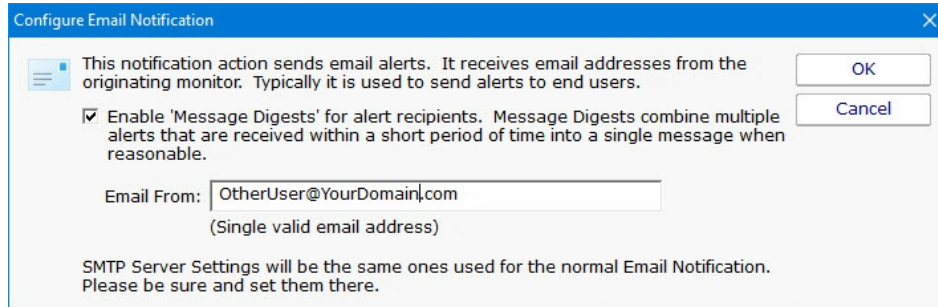 Configure Email Notification
This notification action sends email alerts.  It receives email addresses from the
originating monitor.  Typically it is used to send alerts to end users.
OK
Cancel
Enable 'Message Digests' for alert recipients.  Message Digests combine multiple
alerts that are received within a short period of time into a single message when
reasonable.
Email From: OtherUser@YourDomain.com
(Single valid email address)
SMTP Server Settings will be the same ones used for the normal Email Notification.
Please be sure and set them there.